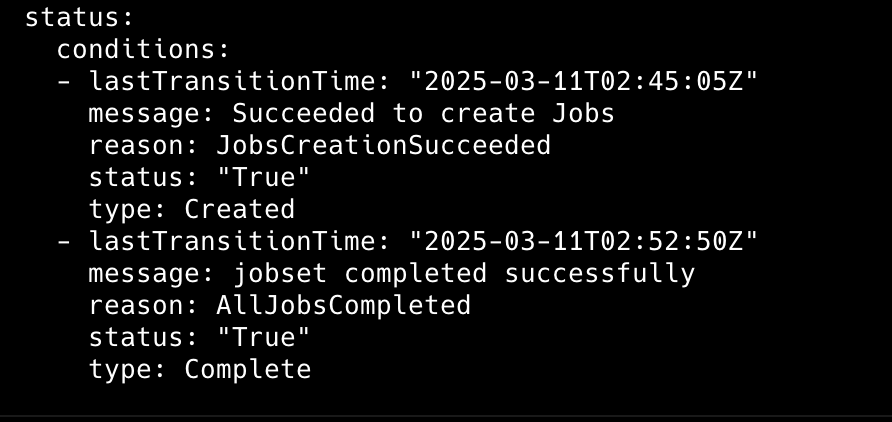 status:
  conditions:
  - lastTransitionTime: "2025-03-11T02:45:05Z"
    message: Succeeded to create Jobs
    reason: JobsCreationSucceeded
    status: "True"
    type: Created
  - lastTransitionTime: "2025-03-11T02:52:50Z"
    message: jobset completed successfully
    reason: AllJobsCompleted
    status: "True"
    type: Complete